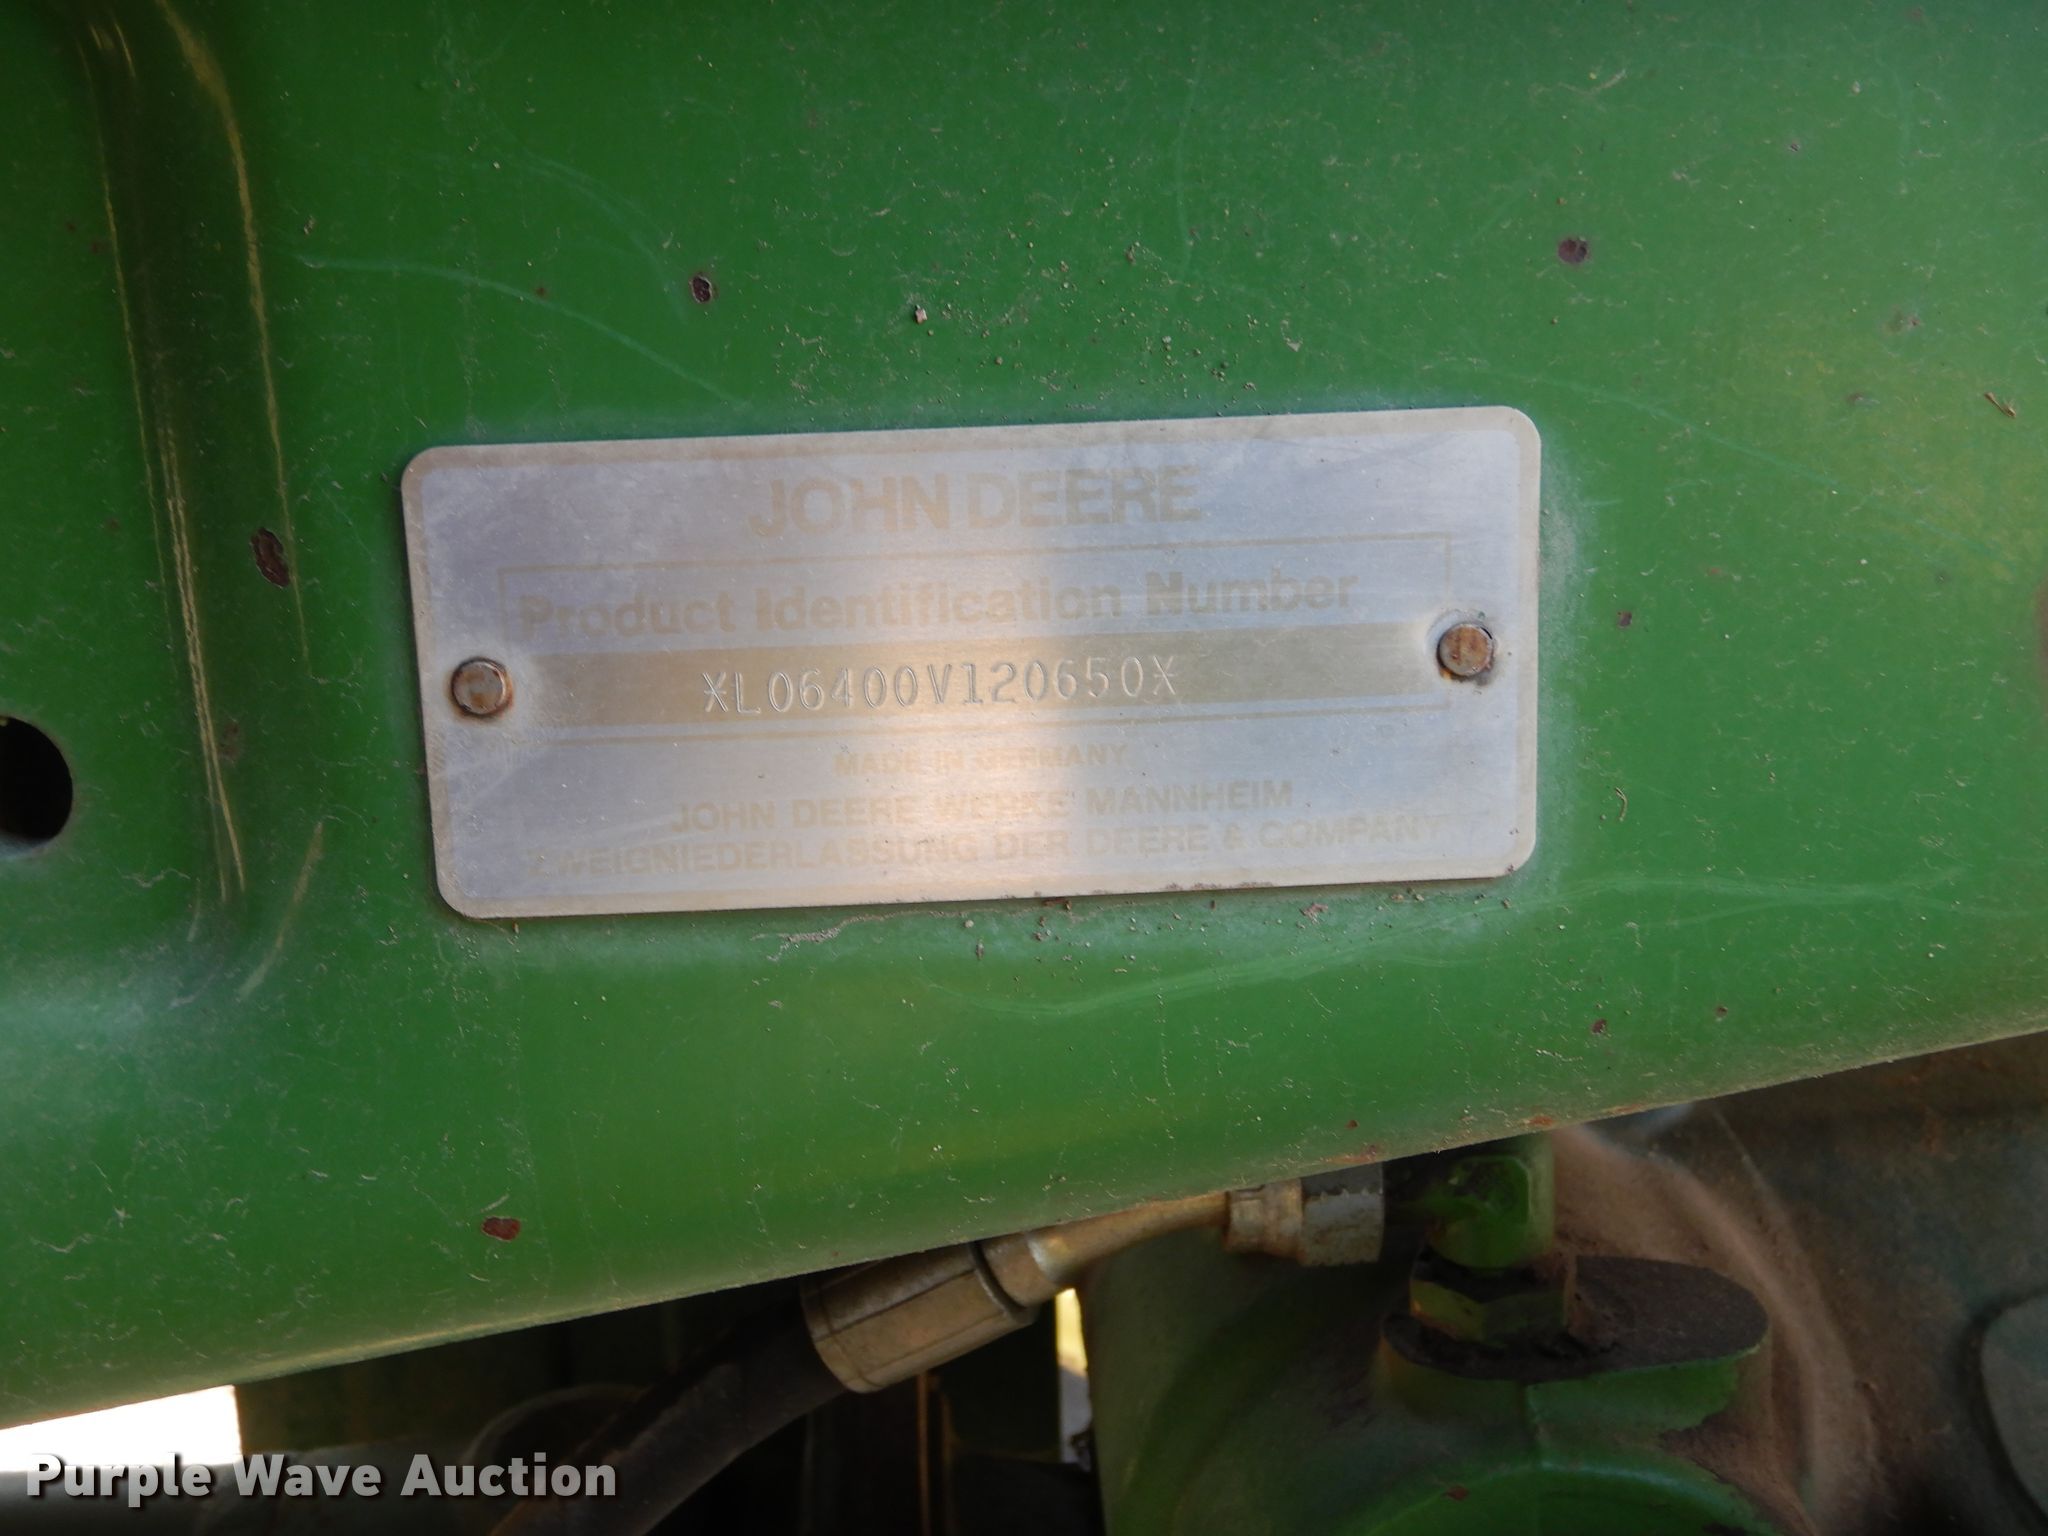 JOHN DEERE
Product Identification Number
*L06400V120650*
MADE IN GERMANY
JOHN DEERE WERKE MANNHEIM
ZWEIGNIEDERLASSUNG DER DEERE & COMPANY
Purple Wave Auction